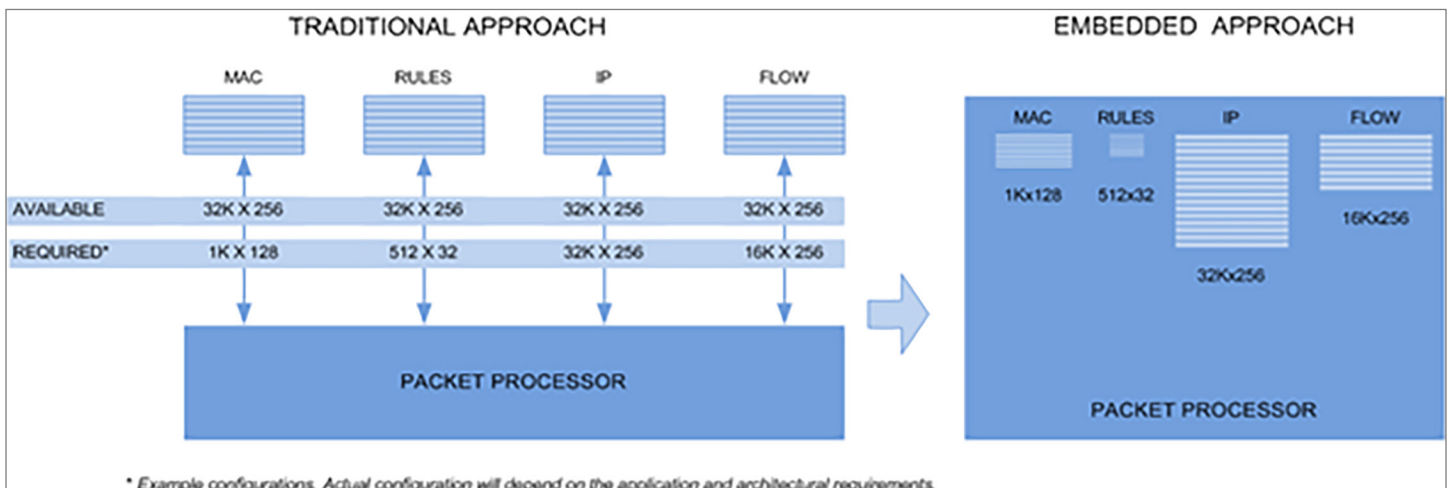 TRADITIONAL APPROACH
MAC RULES IP FLOW
AVAILABLE 32K X 256 32K X 256 32K X 256 32K X 256
REQUIRED* 1K X 128 512 X 32 32K X 256 16K X 256
PACKET PROCESSOR
EMBEDDED APPROACH
MAC RULES IP FLOW
1Kx128 512x32
16Kx256
32Kx256
PACKET PROCESSOR
* Example configurations. Actual configuration will depend on the application and architectural requirements.